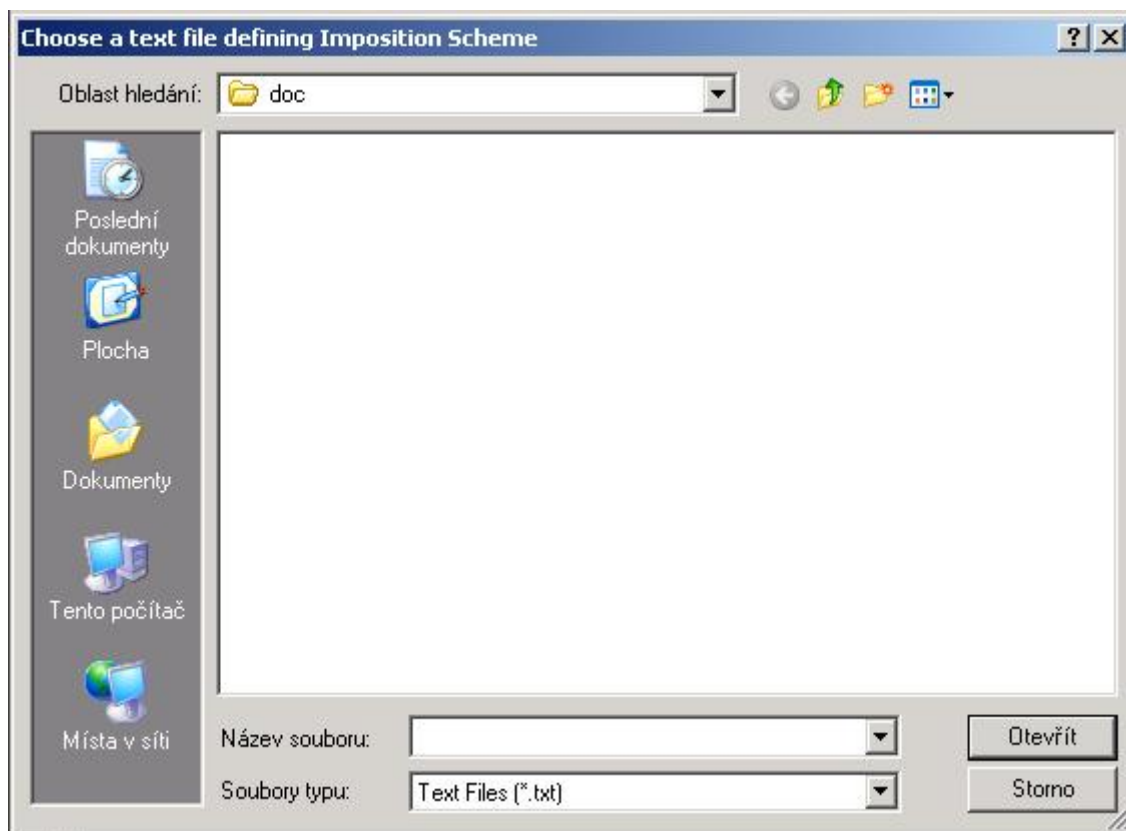 Choose a text file defining Imposition Scheme
Oblast hledání:
doc
Poslední
dokumenty
Plocha
Dokumenty
Tento počítač
Místa v síti
Název souboru:
Otevřít
Soubory typu:
Text Files (*.txt)
Storno